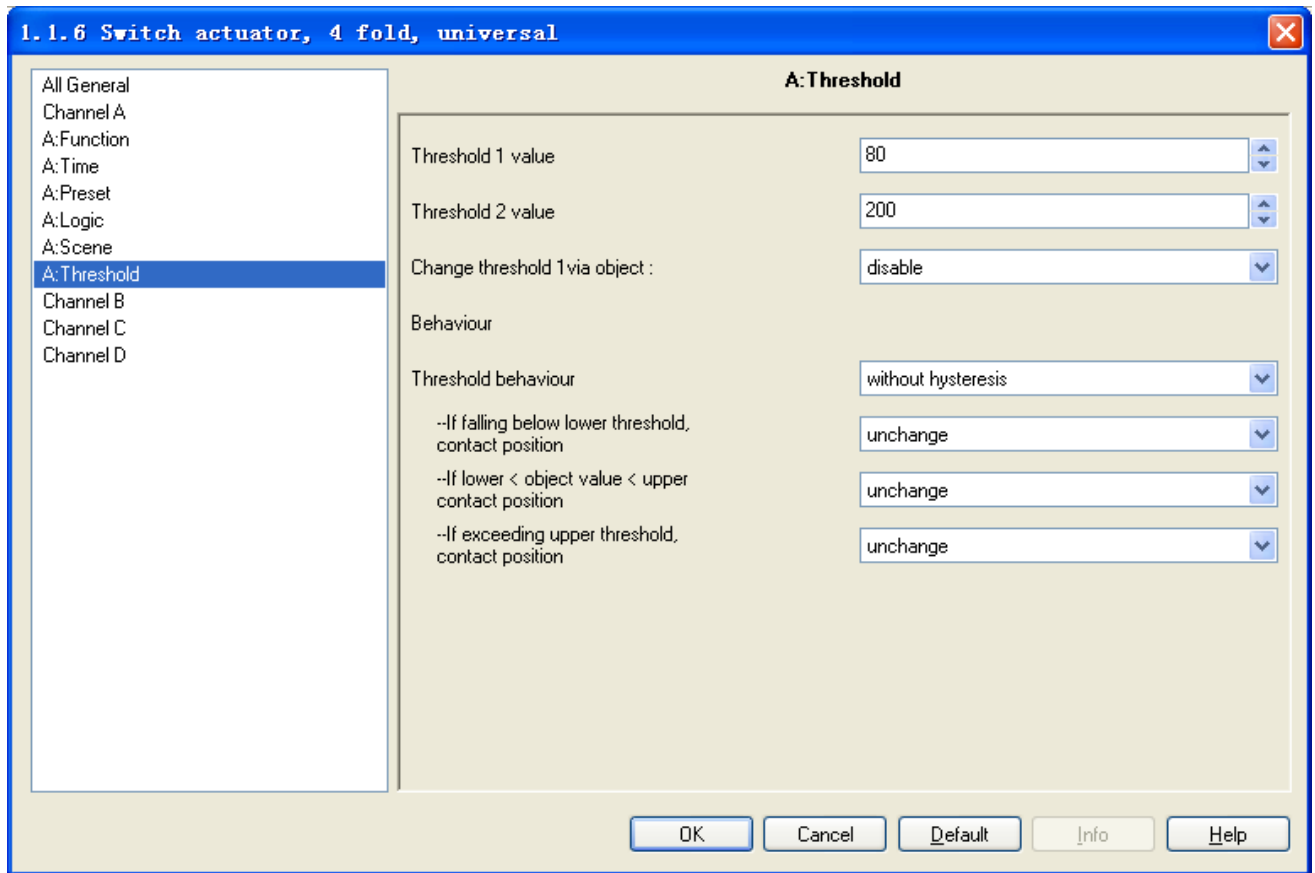 1.1.6 Switch actuator, 4 fold, universal
All General
Channel A
A:Function
A:Time
A:Preset
A:Logic
A:Scene
A:Threshold
Channel B
Channel C
Channel D
A:Threshold
Threshold 1 value
80
Threshold 2 value
200
Change threshold 1via object :
disable
Behaviour
Threshold behaviour
without hysteresis
--If falling below lower threshold,
contact position
unchange
--If lower < object value < upper
contact position
unchange
--If exceeding upper threshold,
contact position
unchange
OK
Cancel
Default
Info
Help